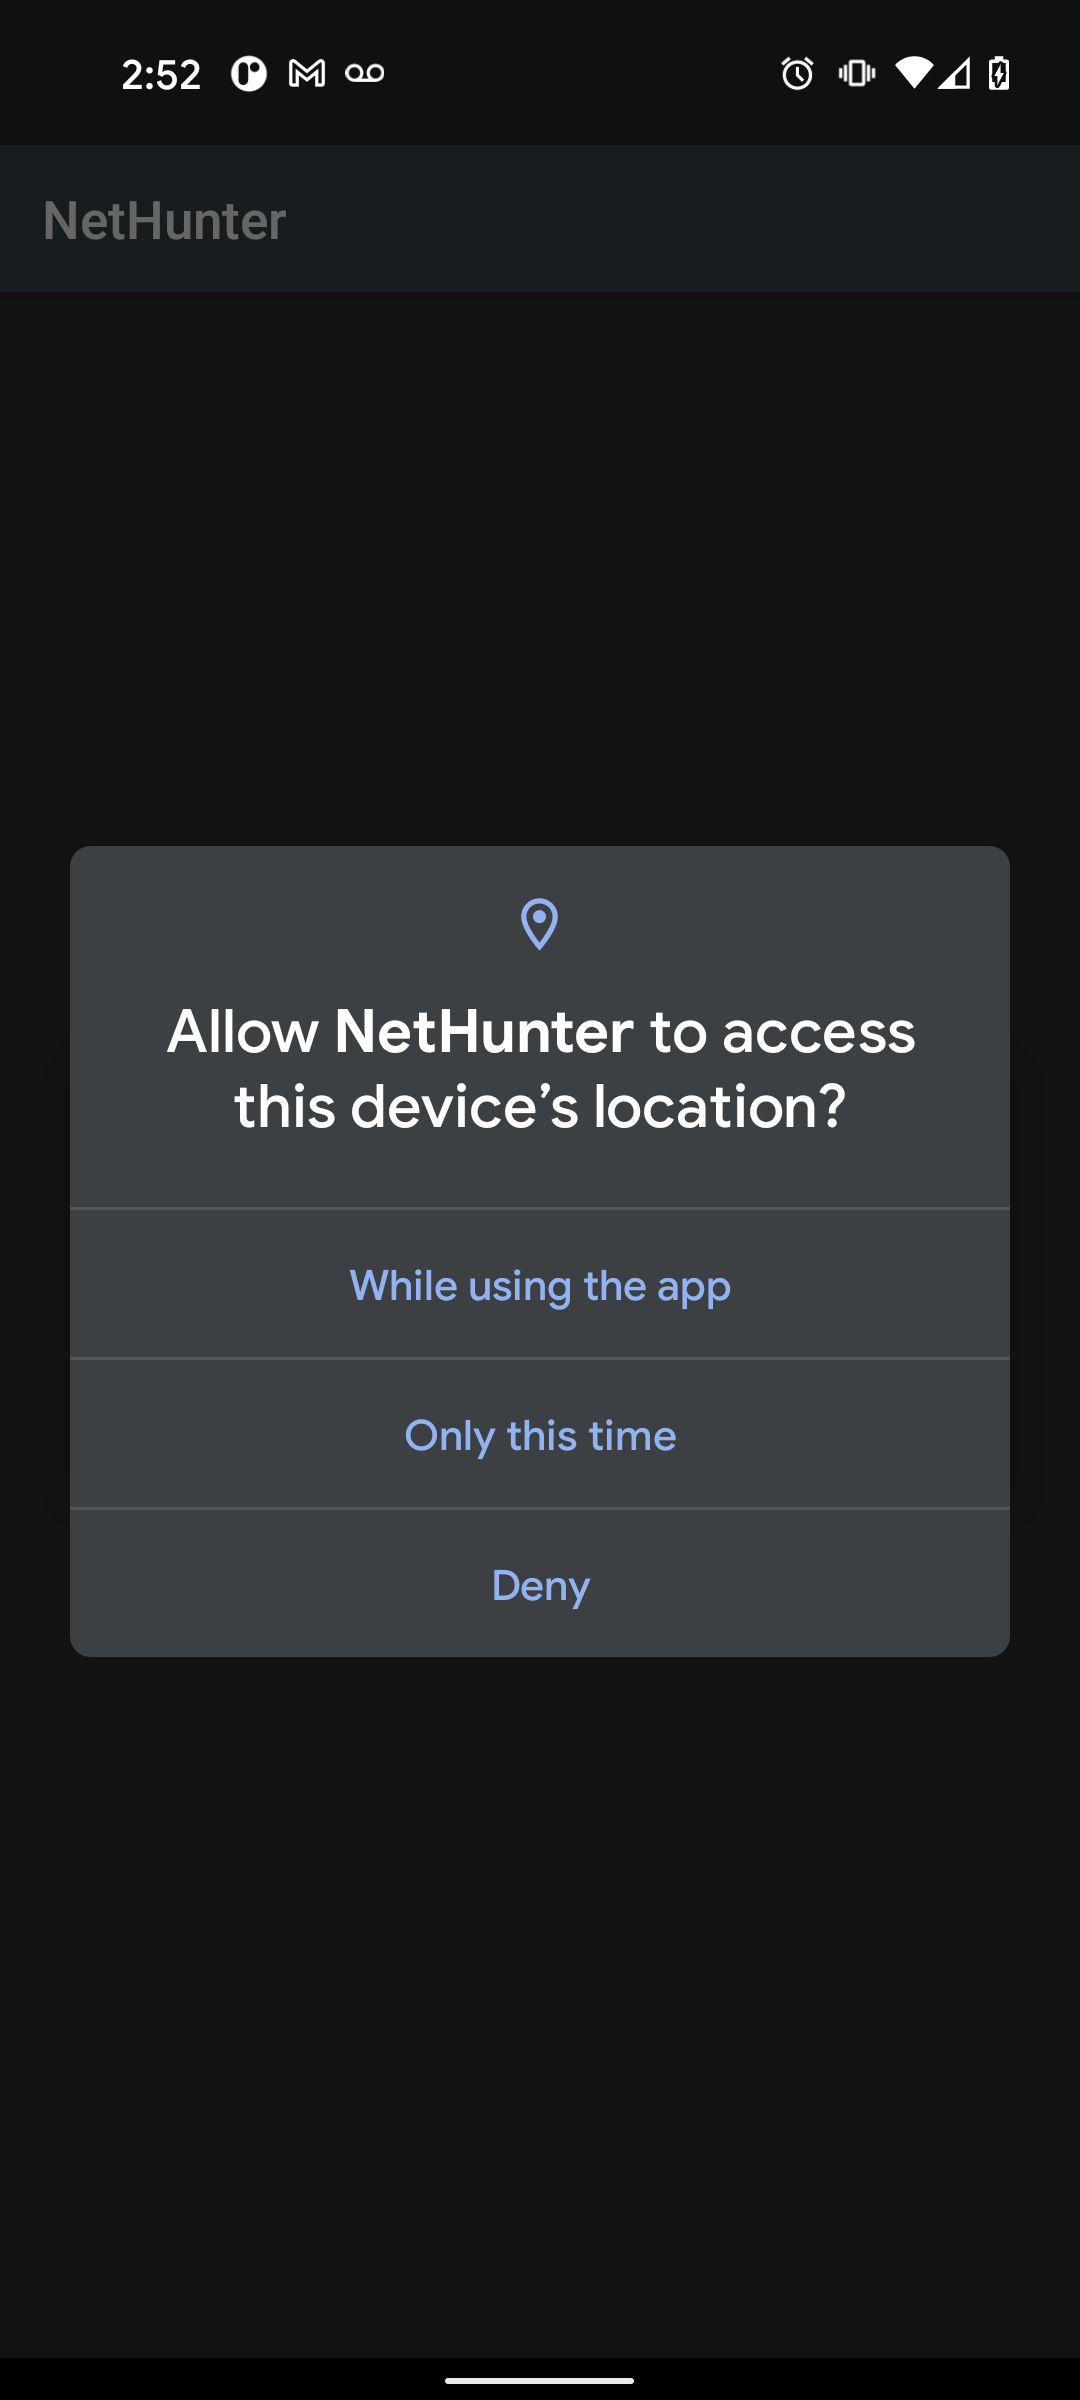 2:52
NetHunter
Allow NetHunter to access
this device’s location?
While using the app
Only this time
Deny